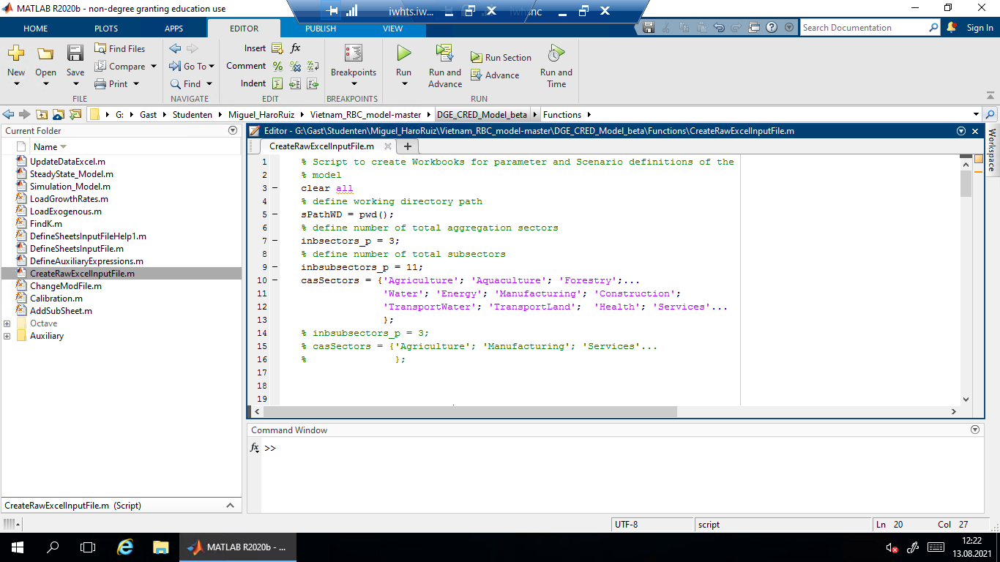 MATLAB R2020b - non-degree granting education use
iwhts.iw...
HOME PLOTS APPS EDITOR PUBLISH VIEW
Search Documentation
Sign In
New Open Save
Find Files
Compare
Print
FILE
Go To
Find
NAVIGATE
Insert fx
Comment
Indent
EDIT
Breakpoints
BREAKPOINTS
Run
Run and Advance
Run Section
Advance
Run and Time
RUN
G: Gast Studenten Miguel_HaroRuiz Vietnam_RBC_model-master DGE_CRED_Model_beta Functions
Current Folder
Name
UpdateDataExcel.m
SteadyState_Model.m
Simulation_Model.m
LoadGrowthRates.m
LoadExogenous.m
FindK.m
DefineSheetsInputFileHelp1.m
DefineSheetsInputFile.m
DefineAuxiliaryExpressions.m
CreateRawExcelInputFile.m
ChangeModFile.m
Calibration.m
AddSubSheet.m
Octave
Auxiliary
CreateRawExcelInputFile.m (Script)
Editor - G:\Gast\Studenten\Miguel_HaroRuiz\Vietnam_RBC_model-master\DGE_CRED_Model_beta\Functions\CreateRawExcelInputFile.m
CreateRawExcelInputFile.m
Workspace
1 % Script to create Workbooks for parameter and Scenario definitions of the
2 % model
3 clear all
4 % define working directory path
5 sPathWD = pwd();
6 % define number of total aggregation sectors
7 inbsectors_p = 3;
8 % define number of total subsectors
9 inbsubsectors_p = 11;
10 casSectors = {'Agriculture'; 'Aquaculture'; 'Forestry';...
11 'Water'; 'Energy'; 'Manufacturing'; 'Construction';
12 'TransportWater'; 'TransportLand'; 'Health'; 'Services'...
13 };
14 % inbsubsectors_p = 3;
15 % casSectors = {'Agriculture'; 'Manufacturing'; 'Services'...
16 % };
17
18
19
Command Window
fx >>
UTF-8
script
Ln 20 Col 27
MATLAB R2020b - ...
12:22
13.08.2021